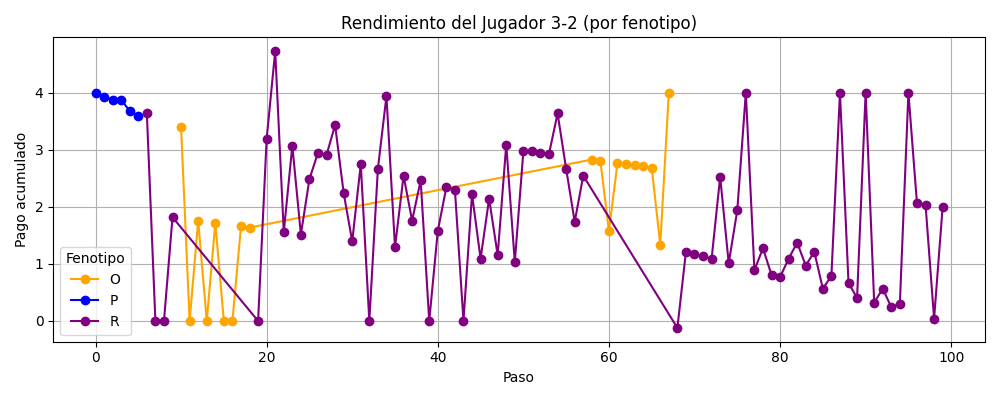 Rendimiento del Jugador 3-2 (por fenotipo)
Pago acumulado
4
3
2
1
0
Fenotipo
O
P
R
0 20 40 60 80 100
Paso